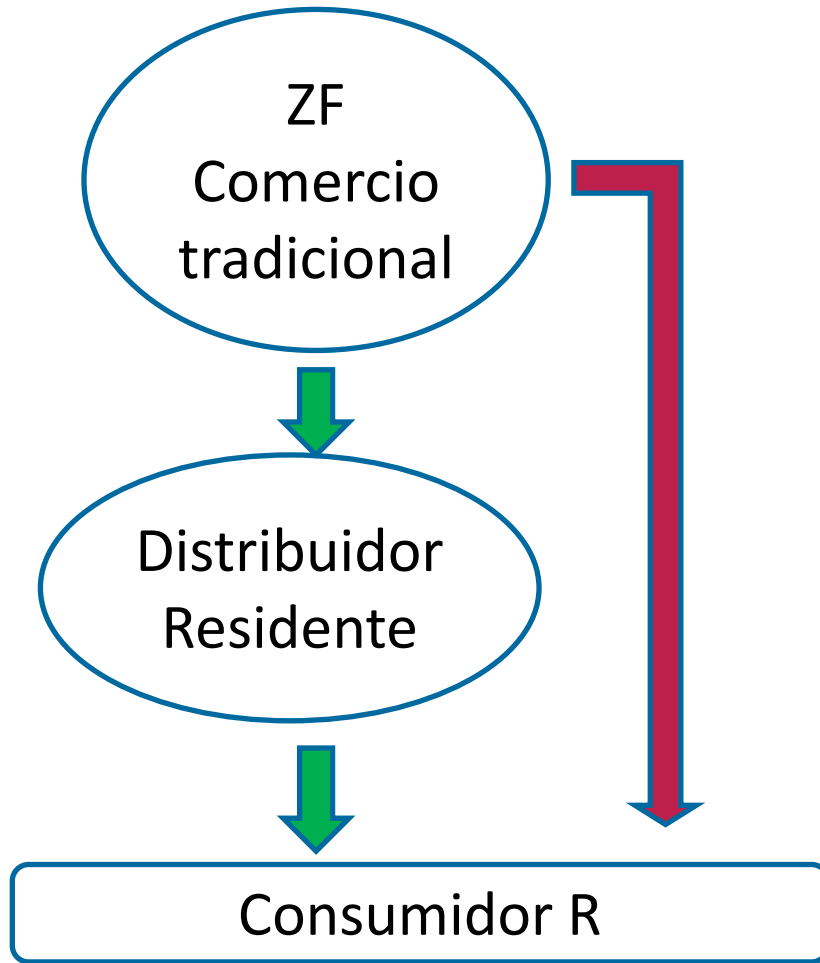 ZF
Comercio
tradicional
Distribuidor
Residente
Consumidor R